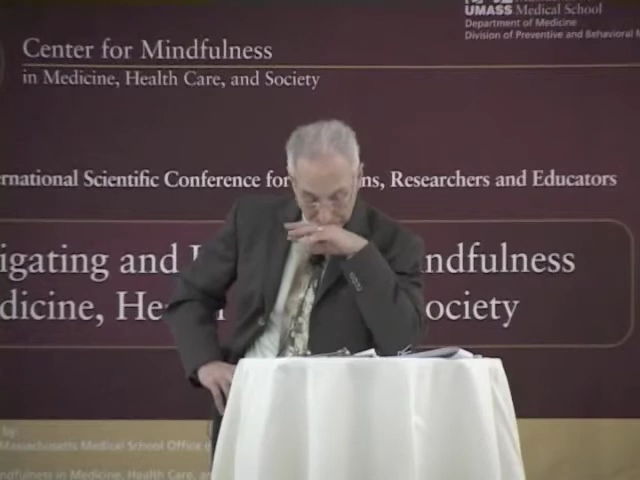 UMASS Medical School
Department of Medicine
Division of Preventive and Behavioral M
Center for Mindfulness
in Medicine, Health Care, and Society
rnational Scientific Conference for ns, Researchers and Educators
igating and I ndfulness
dicine, He ociety
by:
Massachusetts Medical School Office
ndfulness in Medicine, Health Care,